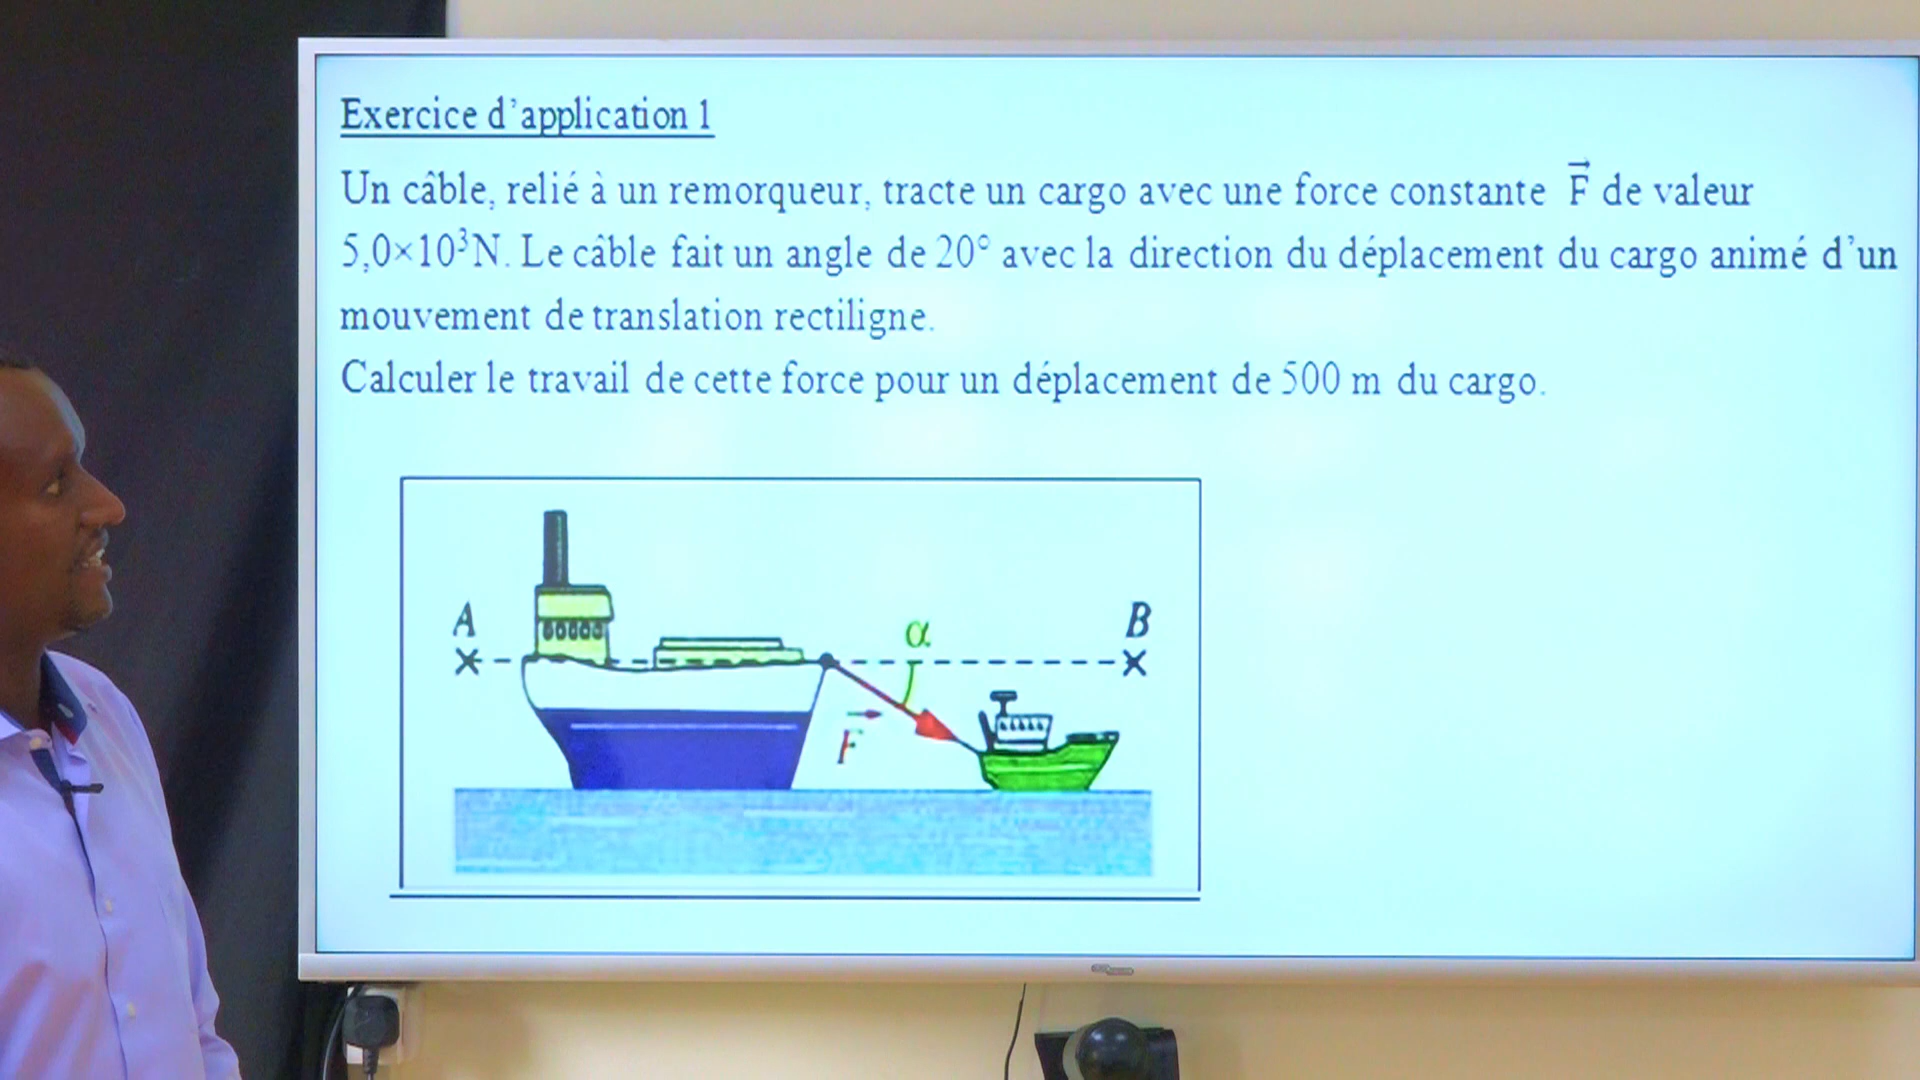 Exercice d'application 1
Un câble, relié à un remorqueur, tracte un cargo avec une force constante F⃗ de valeur
5,0×10³N. Le câble fait un angle de 20° avec la direction du déplacement du cargo animé d'un
mouvement de translation rectiligne.
Calculer le travail de cette force pour un déplacement de 500 m du cargo.
A
α
B
F⃗